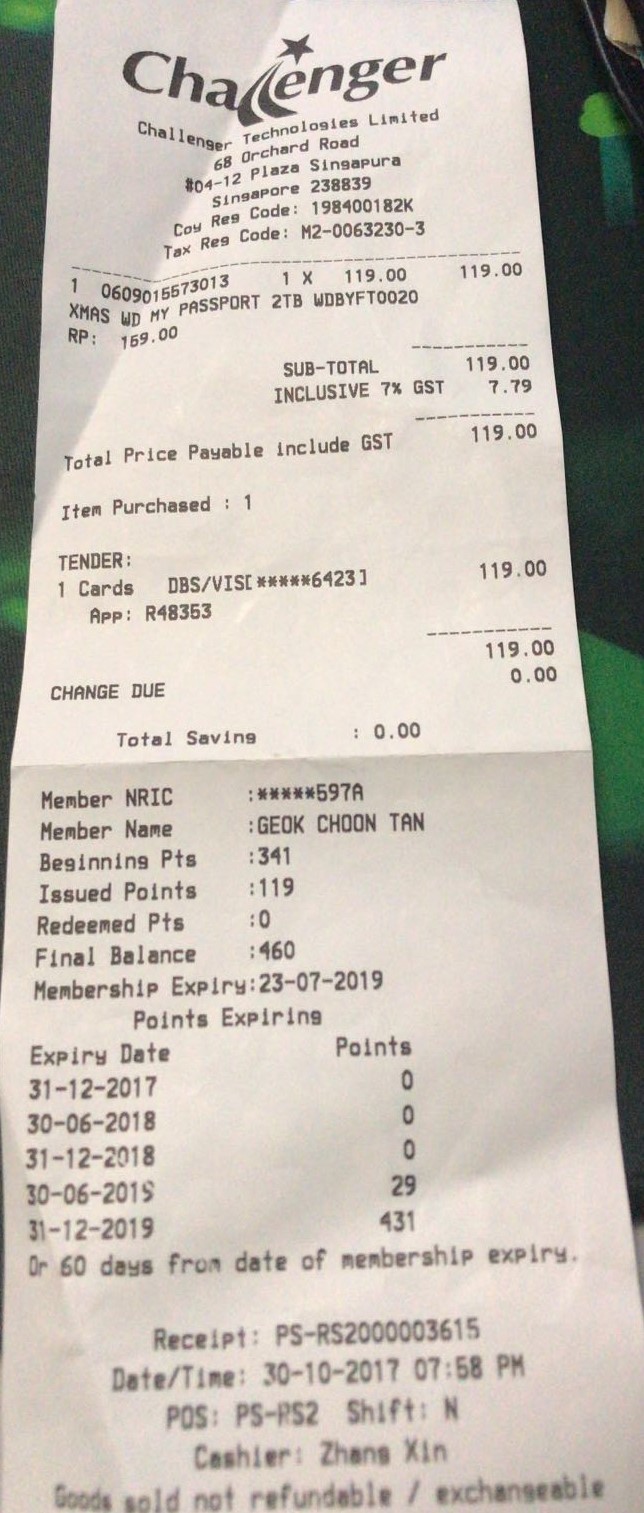 Challenger
Challenger Technologies Limited
68 Orchard Road
#04-12 Plaza Singapura
Singapore 238839
Coy Reg Code: 198400182K
Tax Reg Code: M2-0063230-3
1 0609015573013 1 X 119.00 119.00
XMAS WD MY PASSPORT 2TB WDBYFT0020
RP: 159.00
SUB-TOTAL 119.00
INCLUSIVE 7% GST 7.79
Total Price Payable include GST 119.00
Item Purchased : 1
TENDER:
1 Cards DBS/VIS[*****6423] 119.00
App: R48353
119.00
CHANGE DUE 0.00
Total Saving : 0.00
Member NRIC :*****597A
Member Name :GEOK CHOON TAN
Beginning Pts :341
Issued Points :119
Redeemed Pts :0
Final Balance :460
Membership Expiry:23-07-2019
Points Expiring
Expiry Date Points
31-12-2017 0
30-06-2018 0
31-12-2018 0
30-06-2019 29
31-12-2019 431
Or 60 days from date of membership expiry.
Receipt: PS-RS2000003615
Date/Time: 30-10-2017 07:58 PM
POS: PS-RS2 Shift: N
Cashier: Zhang Xin
Goods sold not refundable / exchangeable